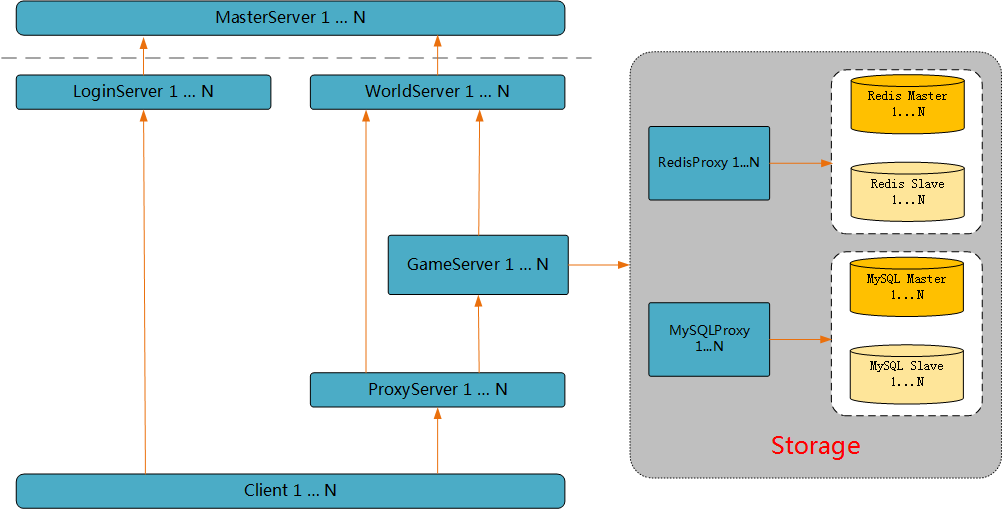 MasterServer 1 ... N
LoginServer 1 ... N
WorldServer 1 ... N
GameServer 1 ... N
ProxyServer 1 ... N
Client 1 ... N
RedisProxy 1...N
Redis Master
1...N
Redis Slave
1...N
MySQLProxy
1...N
MySQL Master
1...N
MySQL Slave
1...N
Storage